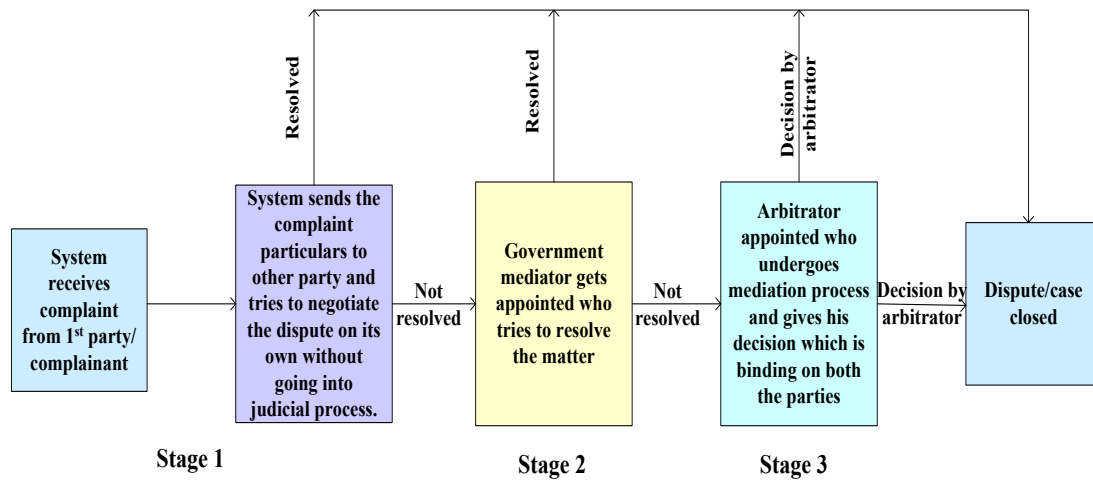 Resolved
Resolved
Decision by
arbitrator
System
receives
complaint
from 1st party/
complainant
System sends the
complaint
particulars to
other party and
tries to negotiate
the dispute on its
own without
going into
judicial process.
Not
resolved
Government
mediator gets
appointed who
tries to resolve
the matter
Not
resolved
Arbitrator
appointed who
undergoes
mediation process
and gives his
decision which is
binding on both
the parties
Decision by
arbitrator
Dispute/case
closed
Stage 1
Stage 2
Stage 3